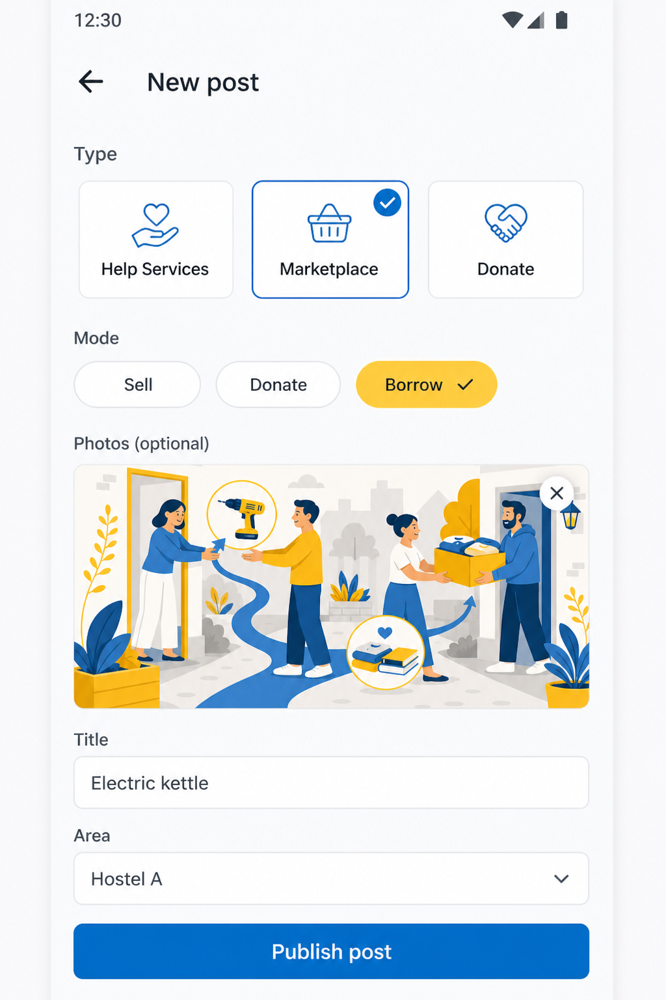 12:30
New post
Type
Help Services
Marketplace
Donate
Mode
Sell
Donate
Borrow
Photos (optional)
Title
Electric kettle
Area
Hostel A
Publish post